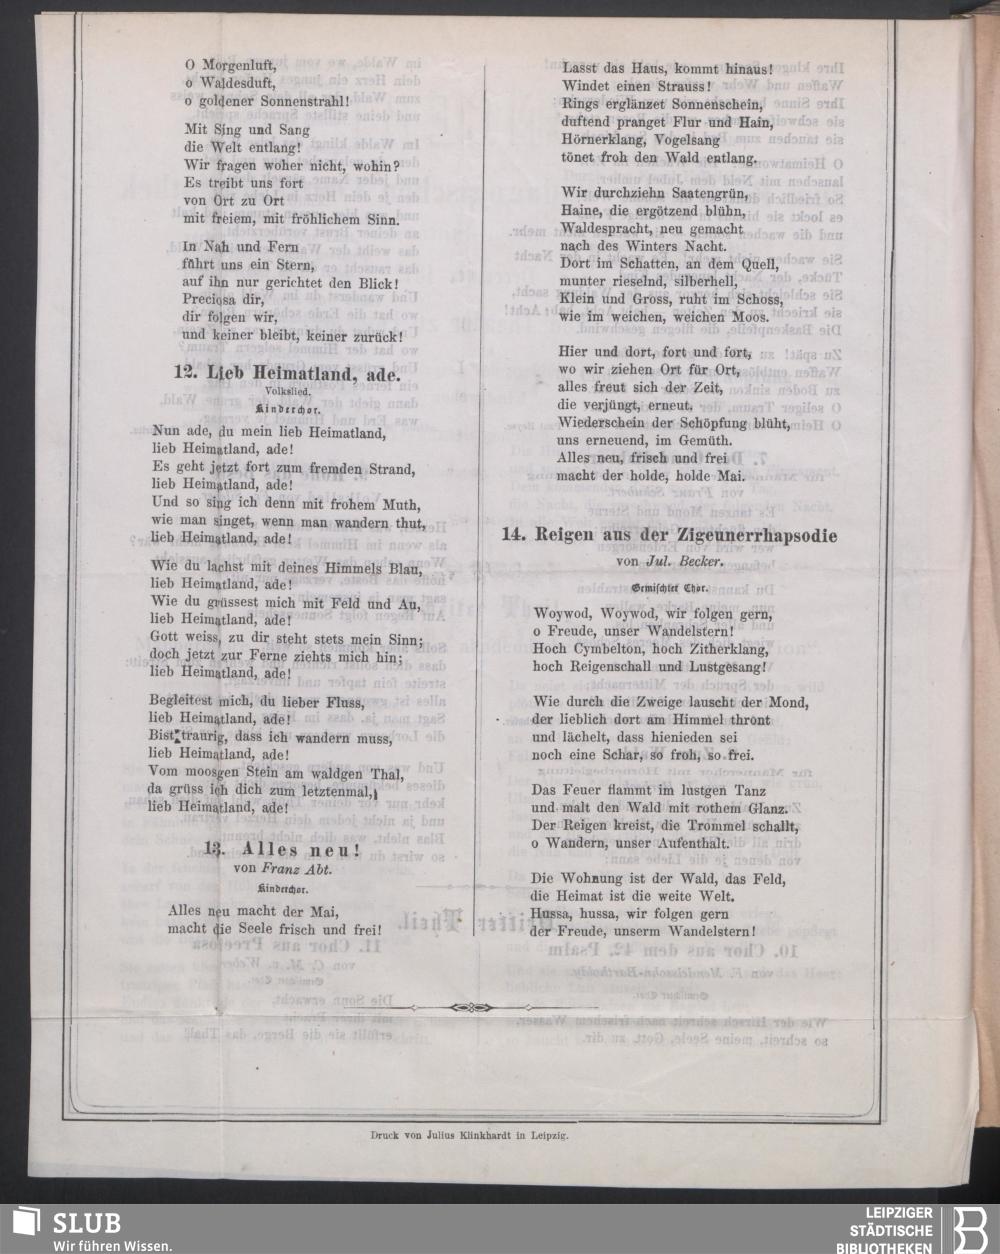 O Morgenluft,
o Waldesduft,
o goldener Sonnenstrahl!
Mit Sing und Sang
die Welt entlang!
Wir fragen woher nicht, wohin?
Es treibt uns fort
von Ort zu Ort
mit freiem, mit fröhlichem Sinn.
In Nah und Fern
führt uns ein Stern,
auf ihn nur gerichtet den Blick!
Preciosa dir,
dir folgen wir,
und keiner bleibt, keiner zurück!
12. Lieb Heimatland, ade.
Volkslied.
Kinderchor.
Nun ade, du mein lieb Heimatland,
lieb Heimatland, ade!
Es geht jetzt fort zum fremden Strand,
lieb Heimatland, ade!
Und so sing ich denn mit frohem Muth,
wie man singet, wenn man wandern thut,
lieb Heimatland, ade!
Wie du lachst mit deines Himmels Blau,
lieb Heimatland, ade!
Wie du grüssest mich mit Feld und Au,
lieb Heimatland, ade!
Gott weiss, zu dir steht stets mein Sinn;
doch jetzt zur Ferne ziehts mich hin;
lieb Heimatland, ade!
Begleitest mich, du lieber Fluss,
lieb Heimatland, ade!
Bist traurig, dass ich wandern muss,
lieb Heimatland, ade!
Vom moosgen Stein am waldgen Thal,
da grüss ich dich zum letztenmal,
lieb Heimatland, ade!
13. Alles neu!
von Franz Abt.
Kinderchor.
Alles neu macht der Mai,
macht die Seele frisch und frei!
Lasst das Haus, kommt hinaus!
Windet einen Strauss!
Rings erglänzet Sonnenschein,
duftend pranget Flur und Hain,
Hörnerklang, Vogelsang
tönet froh den Wald entlang.
Wir durchziehn Saatengrün,
Haine, die ergötzend blühn,
Waldespracht, neu gemacht
nach des Winters Nacht.
Dort im Schatten, an dem Quell,
munter rieselnd, silberhell,
Klein und Gross, ruht im Schoss,
wie im weichen, weichen Moos.
Hier und dort, fort und fort,
wo wir ziehen Ort für Ort,
alles freut sich der Zeit,
die verjüngt, erneut.
Wiederschein der Schöpfung blüht,
uns erneuend, im Gemüth.
Alles neu, frisch und frei
macht der holde, holde Mai.
14. Reigen aus der Zigeunerrhapsodie
von Jul. Becker.
Gemischter Chor.
Woywod, Woywod, wir folgen gern,
o Freude, unser Wandelstern!
Hoch Cymbelton, hoch Zitherklang,
hoch Reigenschall und Lustgesang!
Wie durch die Zweige lauscht der Mond,
der lieblich dort am Himmel thront
und lächelt, dass hienieden sei
noch eine Schar, so froh, so frei.
Das Feuer flammt im lustgen Tanz
und malt den Wald mit rothem Glanz.
Der Reigen kreist, die Trommel schallt,
o Wandern, unser Aufenthalt.
Die Wohnung ist der Wald, das Feld,
die Heimat ist die weite Welt.
Hussa, hussa, wir folgen gern
der Freude, unserm Wandelstern!
Druck von Julius Klinkhardt in Leipzig.
SLUB
Wir führen Wissen.
LEIPZIGER
STÄDTISCHE
BIBLIOTHEKEN